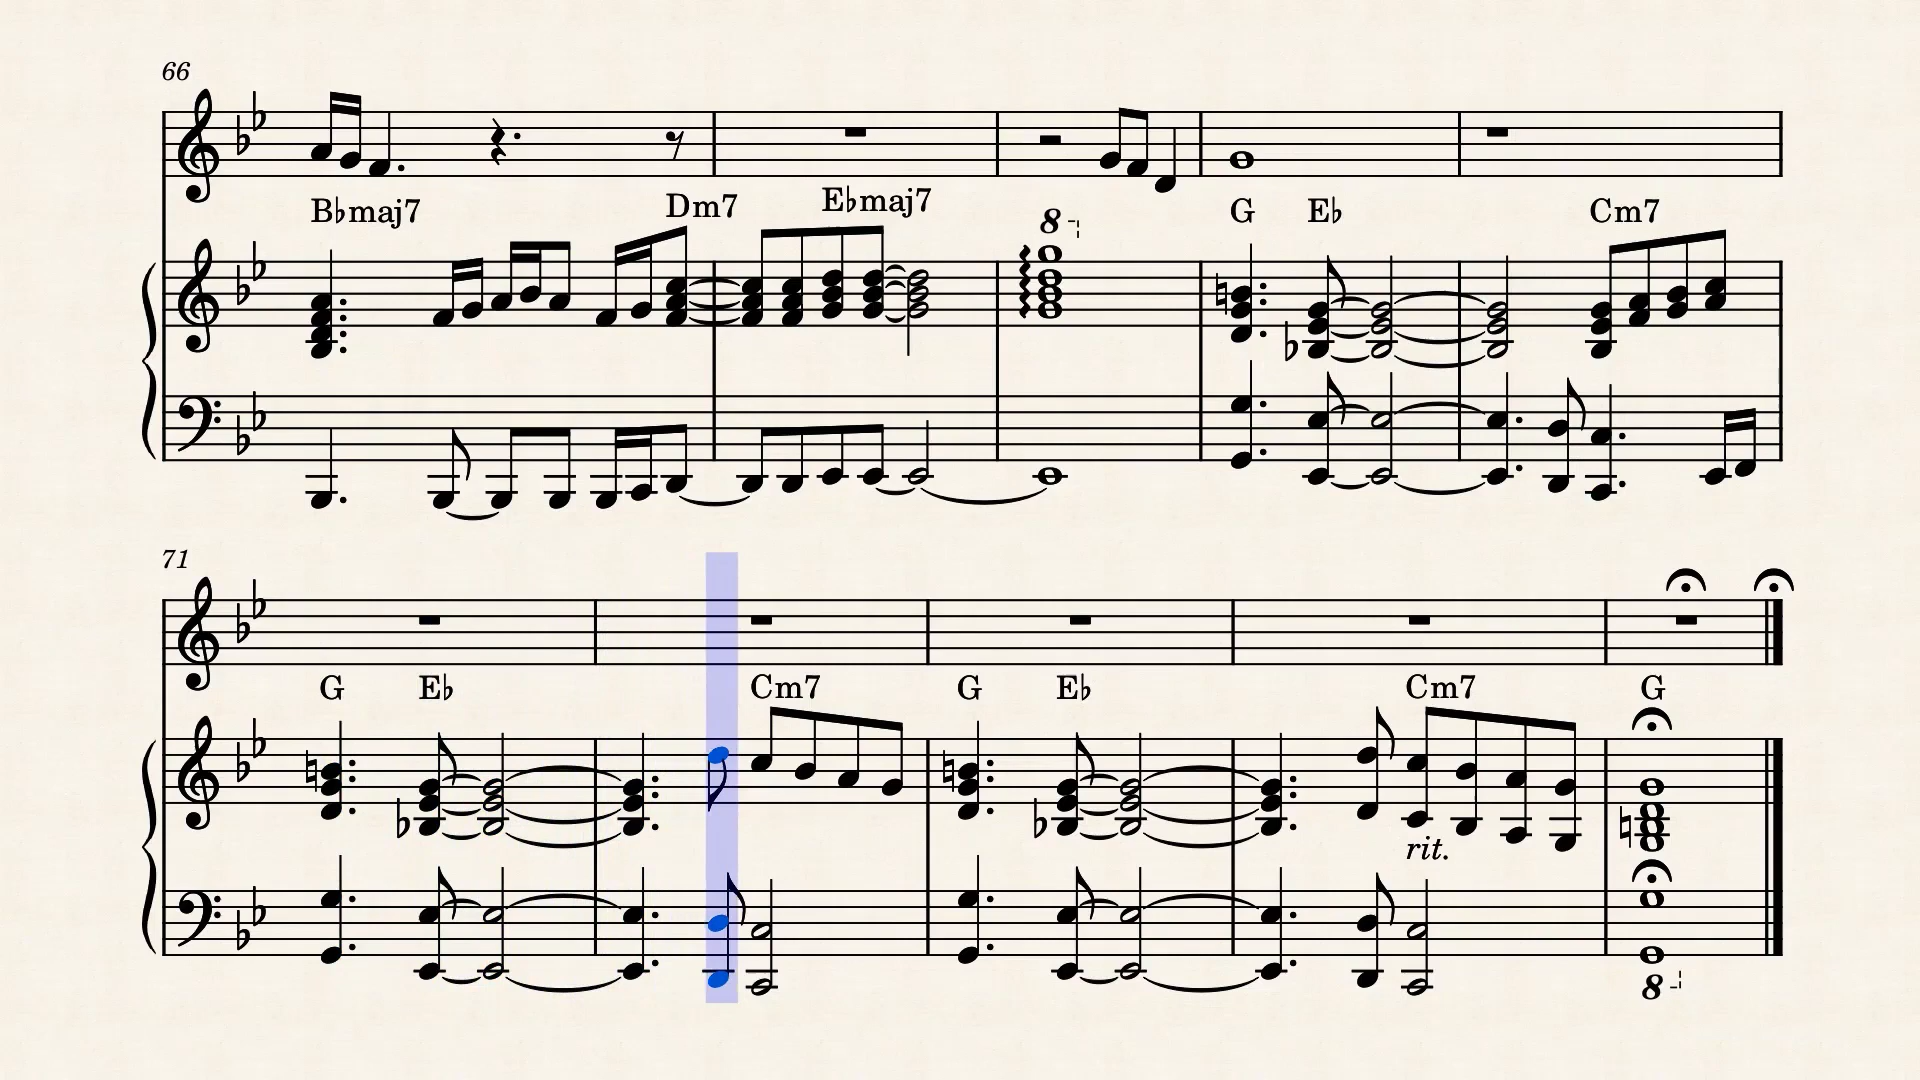 66
B♭maj7 Dm7 E♭maj7 8 G E♭ Cm7
71
G E♭ Cm7 G E♭ Cm7 G
rit.
8